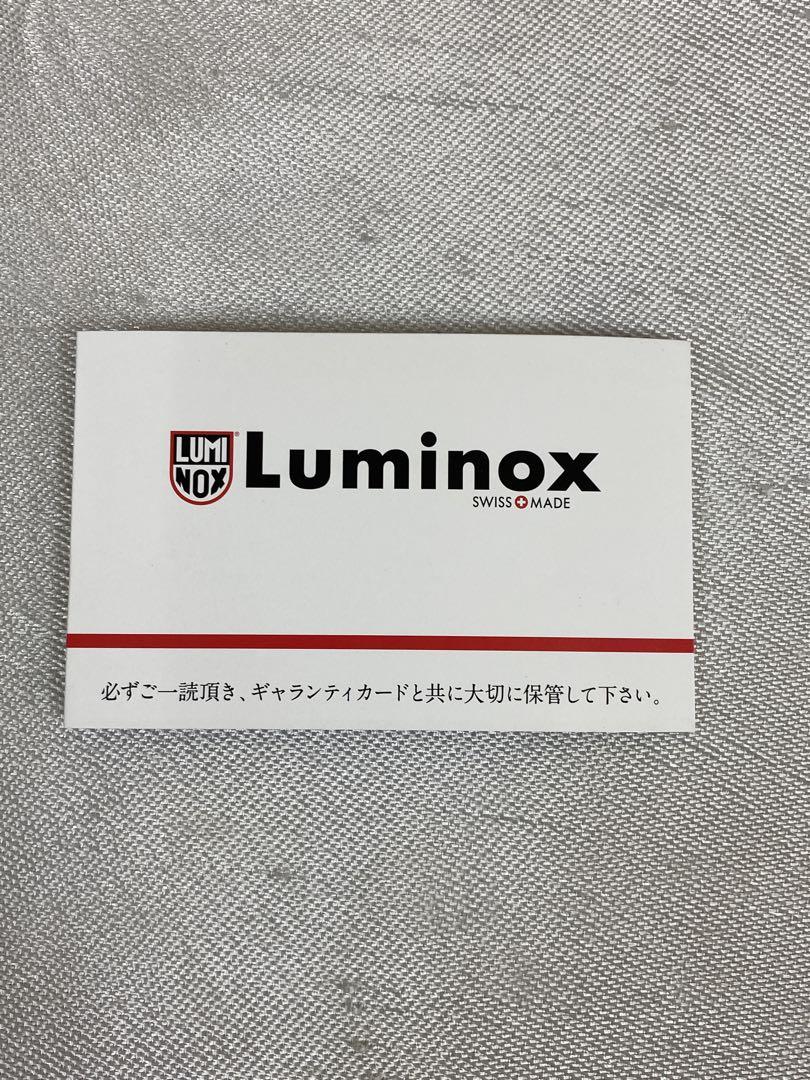 LUMI
NOX
®
Luminox
SWISS MADE
必ずご一読頂き、ギャランティカードと共に大切に保管して下さい。